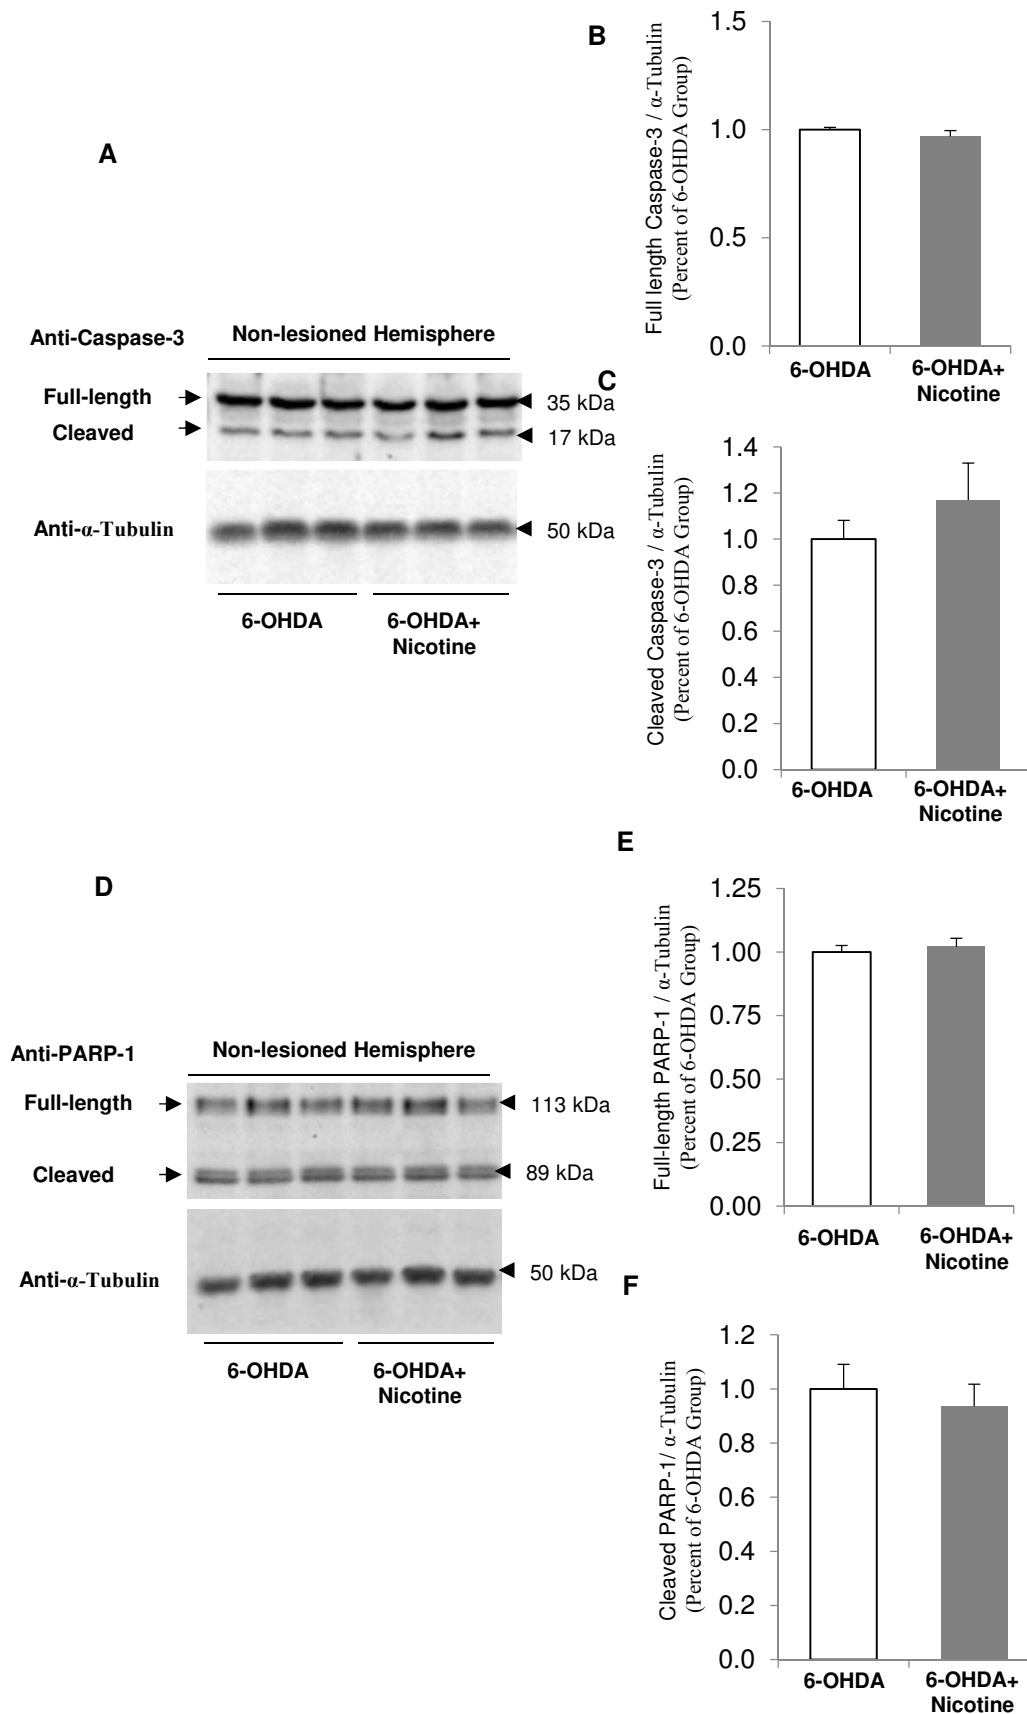 A
Anti-Caspase-3
Non-lesioned Hemisphere
Full-length
35 kDa
Cleaved
17 kDa
Anti-α-Tubulin
50 kDa
6-OHDA
6-OHDA+
Nicotine
B
Full length Caspase-3 / α-Tubulin
(Percent of 6-OHDA Group)
1.5
1.0
0.5
0.0
6-OHDA
6-OHDA+
Nicotine
C
Cleaved Caspase-3 / α-Tubulin
(Percent of 6-OHDA Group)
1.4
1.2
1.0
0.8
0.6
0.4
0.2
0.0
6-OHDA
6-OHDA+
Nicotine
D
Anti-PARP-1
Non-lesioned Hemisphere
Full-length
113 kDa
Cleaved
89 kDa
Anti-α-Tubulin
50 kDa
6-OHDA
6-OHDA+
Nicotine
E
Full-length PARP-1 / α-Tubulin
(Percent of 6-OHDA Group)
1.25
1.00
0.75
0.50
0.25
0.00
6-OHDA
6-OHDA+
Nicotine
F
Cleaved PARP-1/ α-Tubulin
(Percent of 6-OHDA Group)
1.2
1.0
0.8
0.6
0.4
0.2
0.0
6-OHDA
6-OHDA+
Nicotine